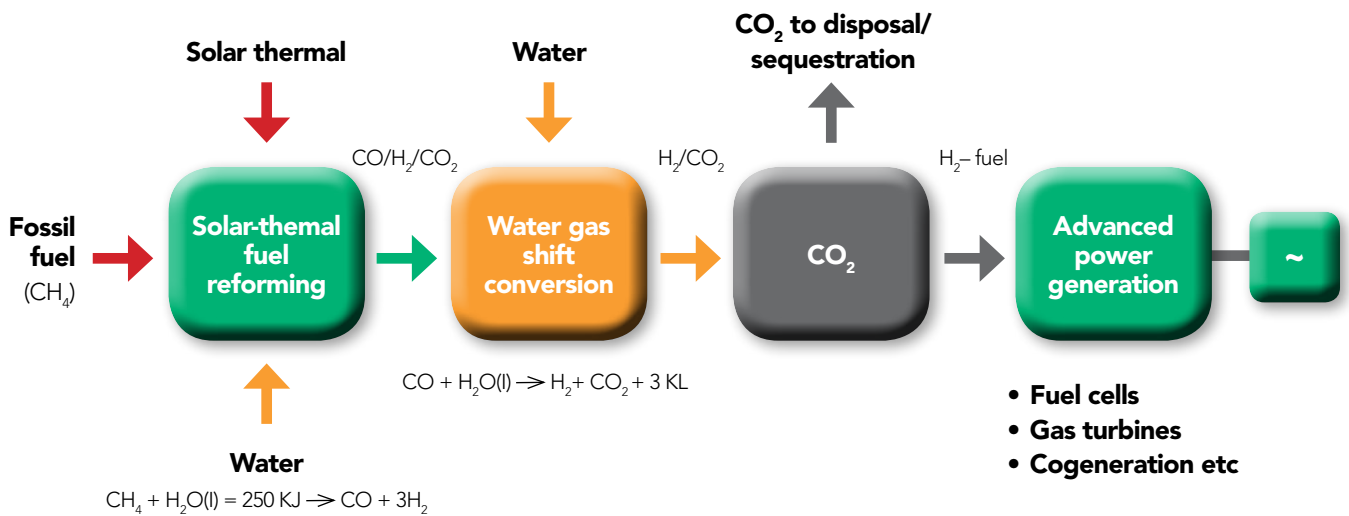 Solar thermal
Water
CO₂ to disposal/
sequestration
CO/H₂/CO₂
H₂/CO₂
H₂– fuel
Fossil
fuel
(CH₄)
Solar-themal
fuel
reforming
Water gas
shift
conversion
CO₂
Advanced
power
generation
~
CO + H₂O(l) → H₂+ CO₂ + 3 KL
Water
CH₄ + H₂O(l) = 250 KJ → CO + 3H₂
• Fuel cells
• Gas turbines
• Cogeneration etc